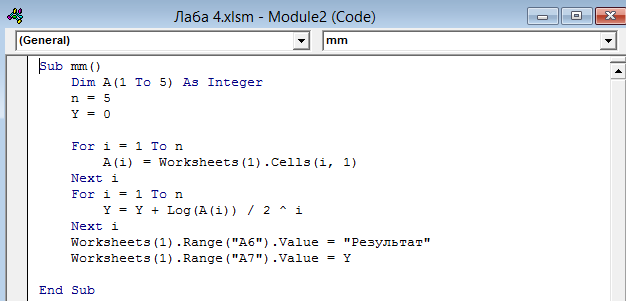 Лаба 4.xlsm - Module2 (Code)
(General) mm
Sub mm()
    Dim A(1 To 5) As Integer
    n = 5
    Y = 0

    For i = 1 To n
        A(i) = Worksheets(1).Cells(i, 1)
    Next i
    For i = 1 To n
        Y = Y + Log(A(i)) / 2 ^ i
    Next i
    Worksheets(1).Range("A6").Value = "Результат"
    Worksheets(1).Range("A7").Value = Y

End Sub